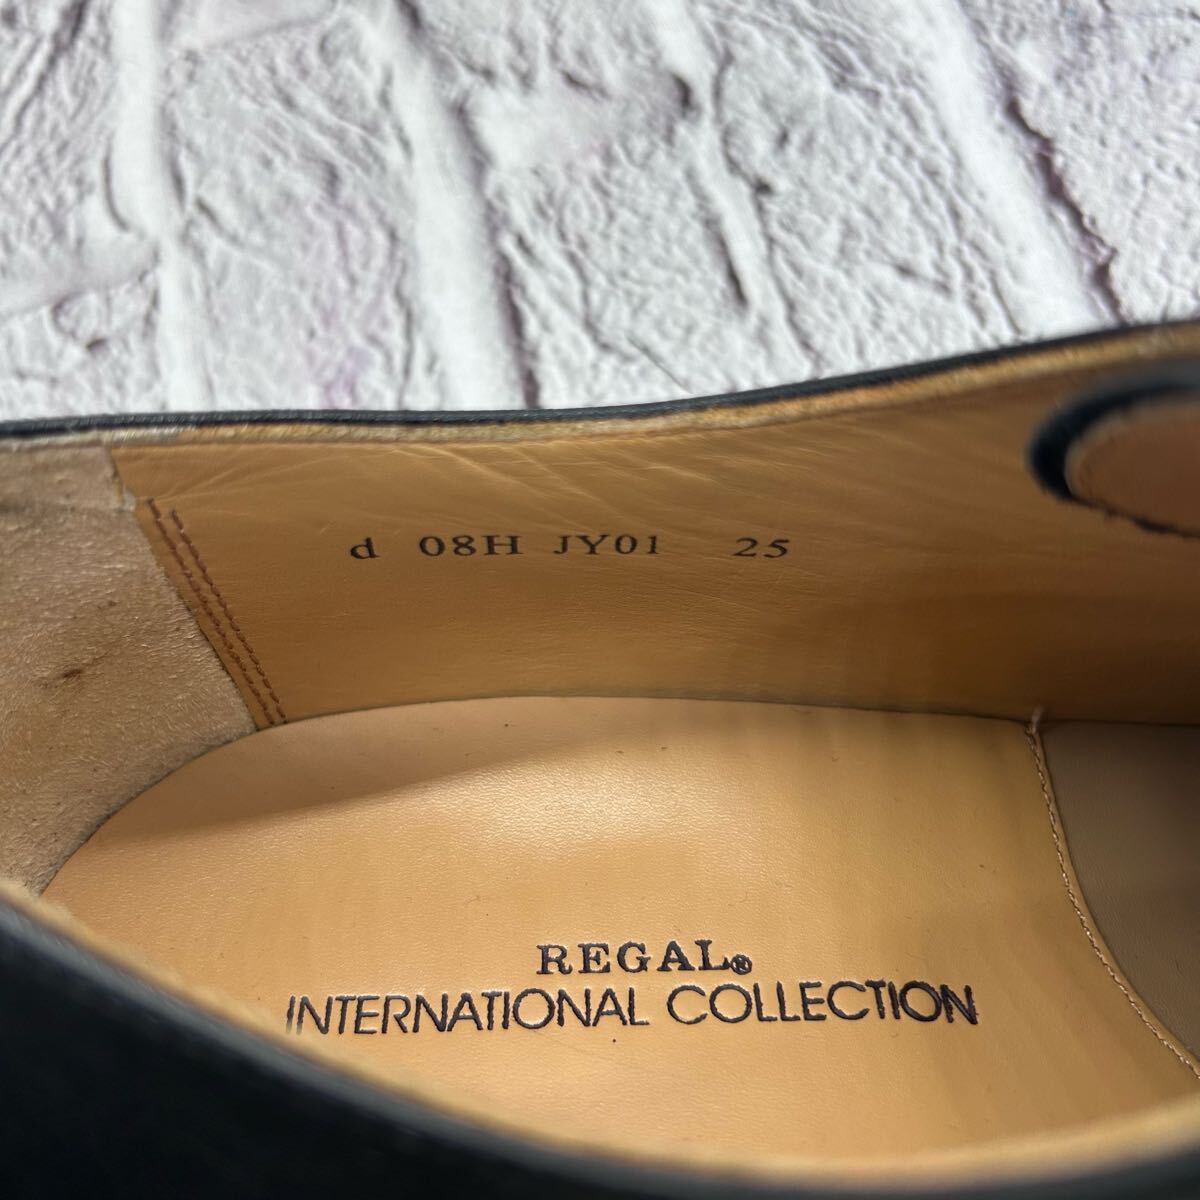 d 08H JY01 25
REGAL®
INTERNATIONAL COLLECTION